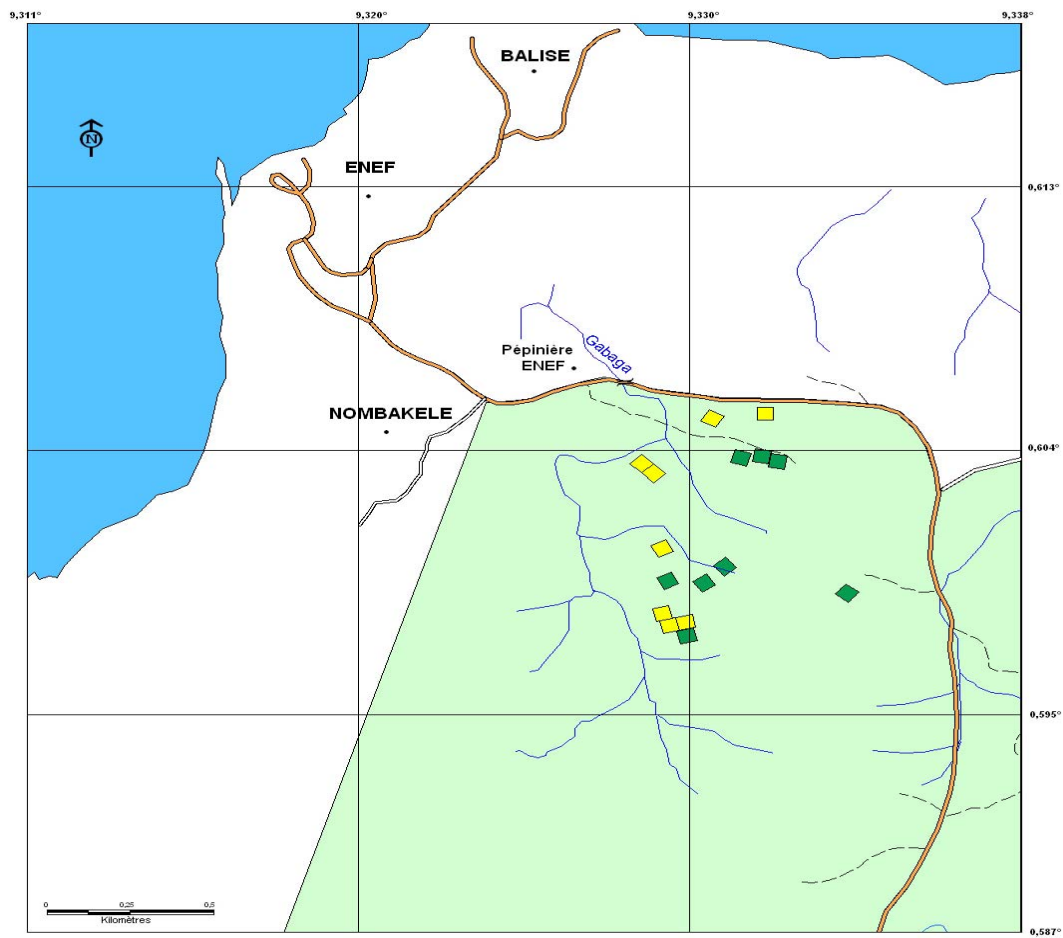 9,311°
9,320°
9,330°
9,338°
BALISE
N
ENEF
0,613°
Gabaga
Pépinière
ENEF
NOMBAKELE
0,604°
0,595°
0 0,25 0,5
Kilomètres
0,587°